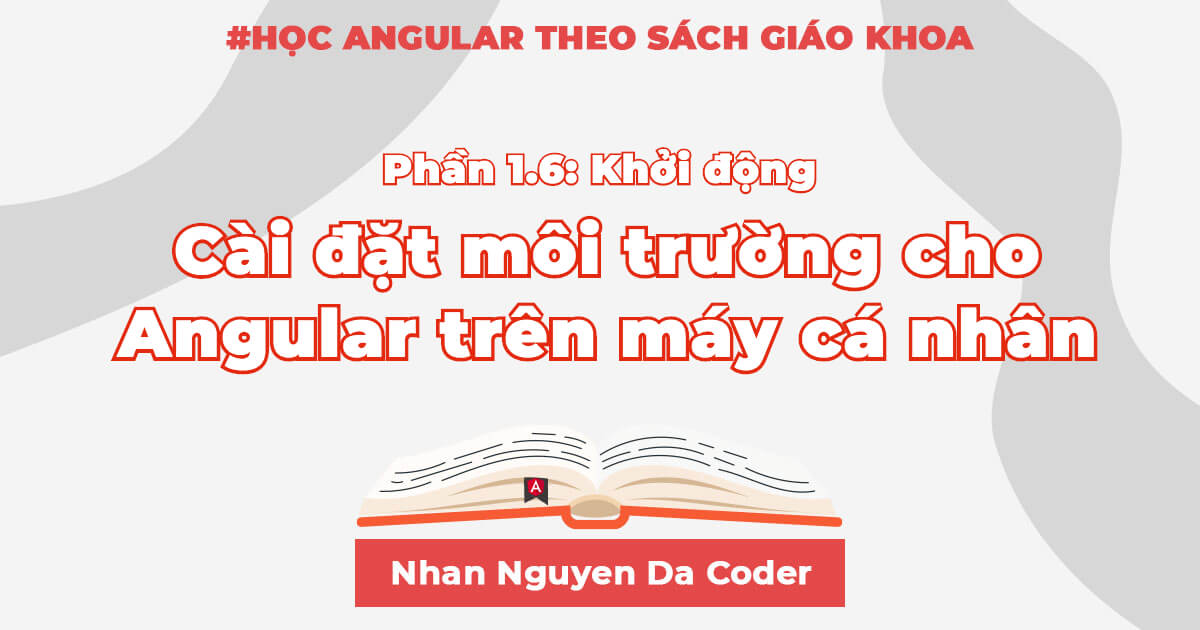 #HỌC ANGULAR THEO SÁCH GIÁO KHOA
Phần 1.6: Khởi động
Cài đặt môi trường cho
Angular trên máy cá nhân
A
Nhan Nguyen Da Coder